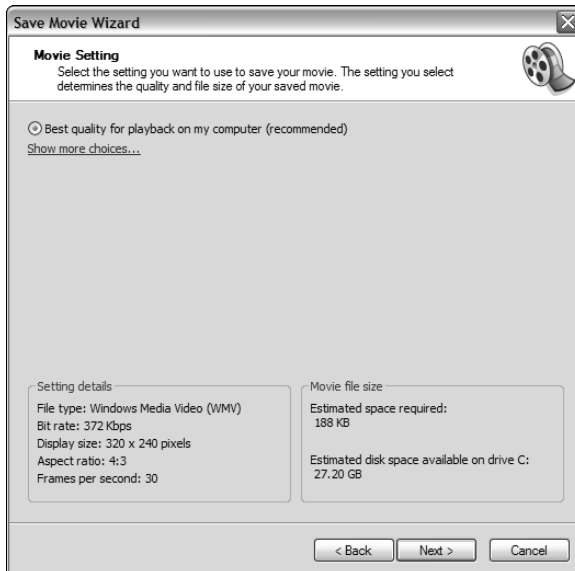 Save Movie Wizard
Movie Setting
Select the setting you want to use to save your movie. The setting you select
determines the quality and file size of your saved movie.
Best quality for playback on my computer (recommended)
Show more choices...
Setting details
File type: Windows Media Video (WMV)
Bit rate: 372 Kbps
Display size: 320 x 240 pixels
Aspect ratio: 4:3
Frames per second: 30
Movie file size
Estimated space required:
188 KB
Estimated disk space available on drive C:
27.20 GB
< Back
Next >
Cancel